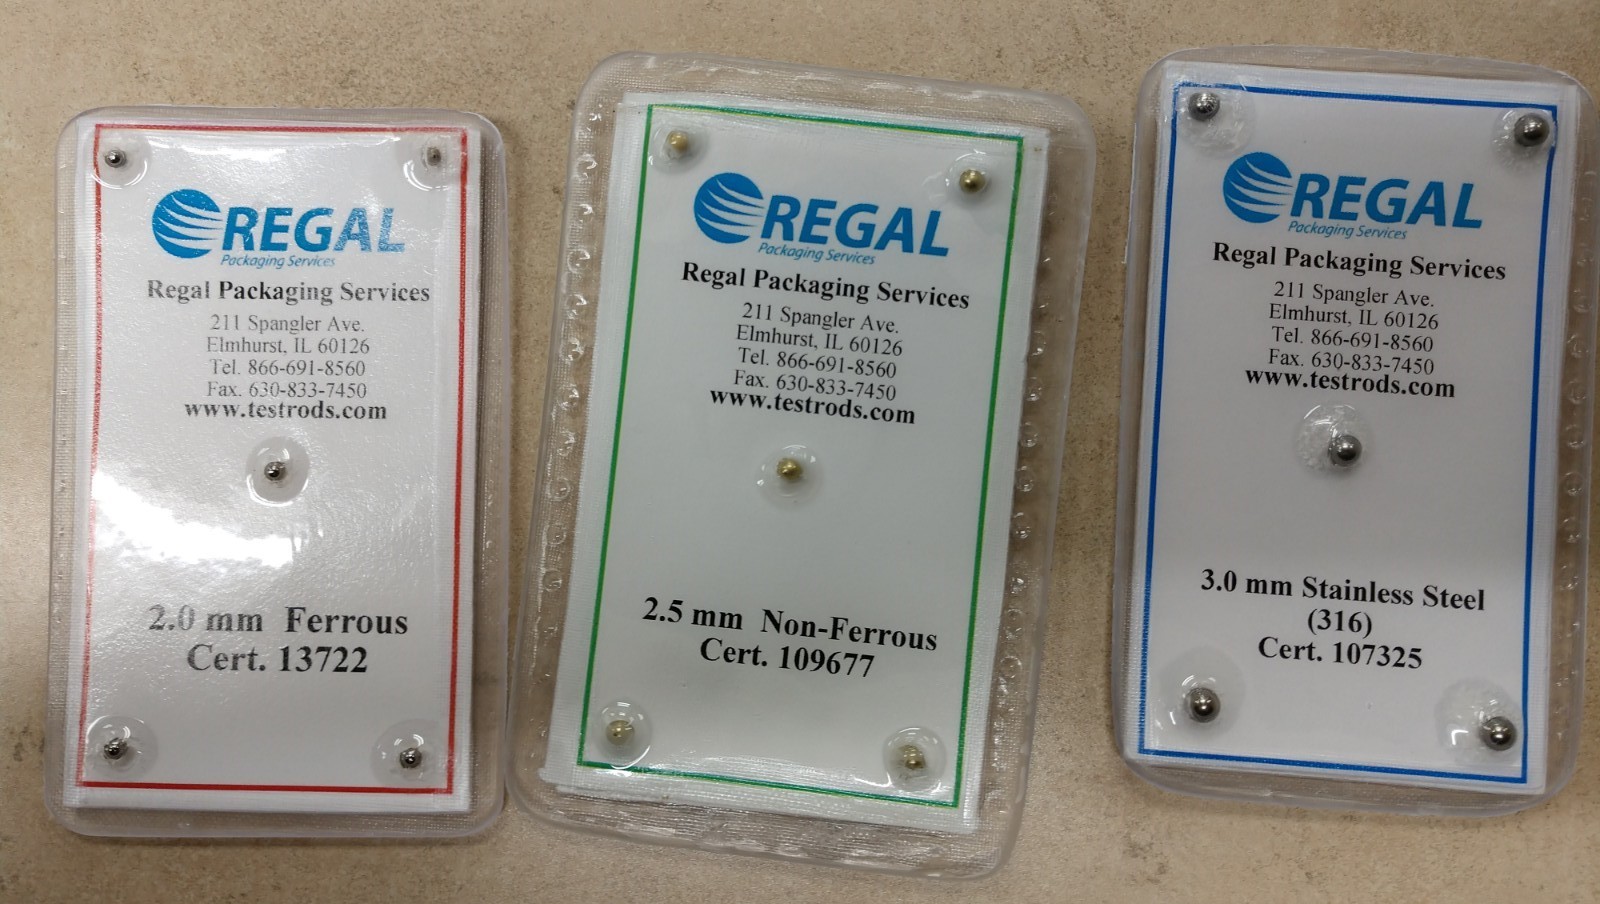 REGAL
Packaging Services
Regal Packaging Services
211 Spangler Ave.
Elmhurst, IL 60126
Tel. 866-691-8560
Fax. 630-833-7450
www.testrods.com
2.0 mm Ferrous
Cert. 13722
REGAL
Packaging Services
Regal Packaging Services
211 Spangler Ave.
Elmhurst, IL 60126
Tel. 866-691-8560
Fax. 630-833-7450
www.testrods.com
2.5 mm Non-Ferrous
Cert. 109677
REGAL
Packaging Services
Regal Packaging Services
211 Spangler Ave.
Elmhurst, IL 60126
Tel. 866-691-8560
Fax. 630-833-7450
www.testrods.com
3.0 mm Stainless Steel
(316)
Cert. 107325